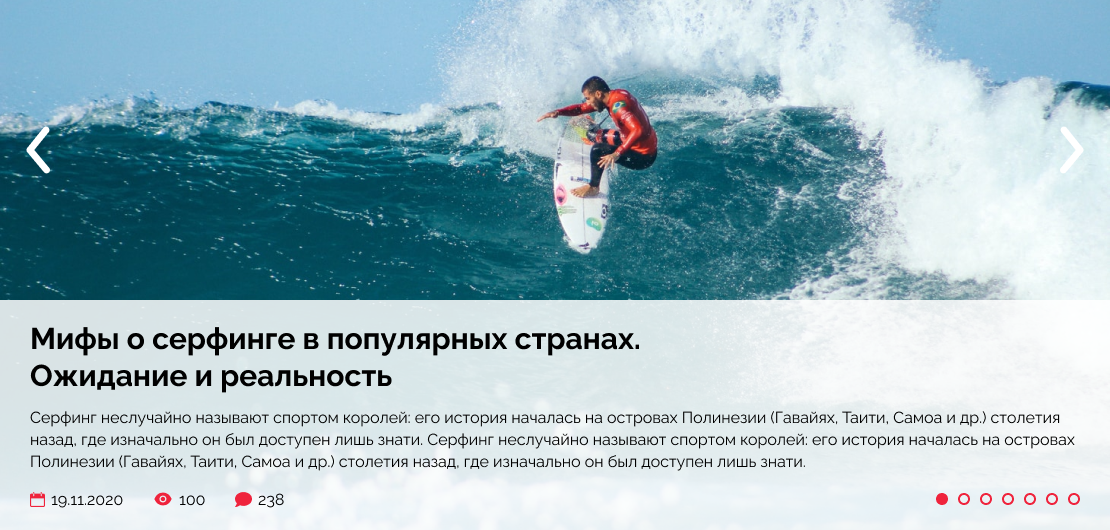 Мифы о серфинге в популярных странах.
Ожидание и реальность
Серфинг неслучайно называют спортом королей: его история началась на островах Полинезии (Гавайях, Таити, Самоа и др.) столетия
назад, где изначально он был доступен лишь знати. Серфинг неслучайно называют спортом королей: его история началась на островах
Полинезии (Гавайях, Таити, Самоа и др.) столетия назад, где изначально он был доступен лишь знати.
19.11.2020 100 238